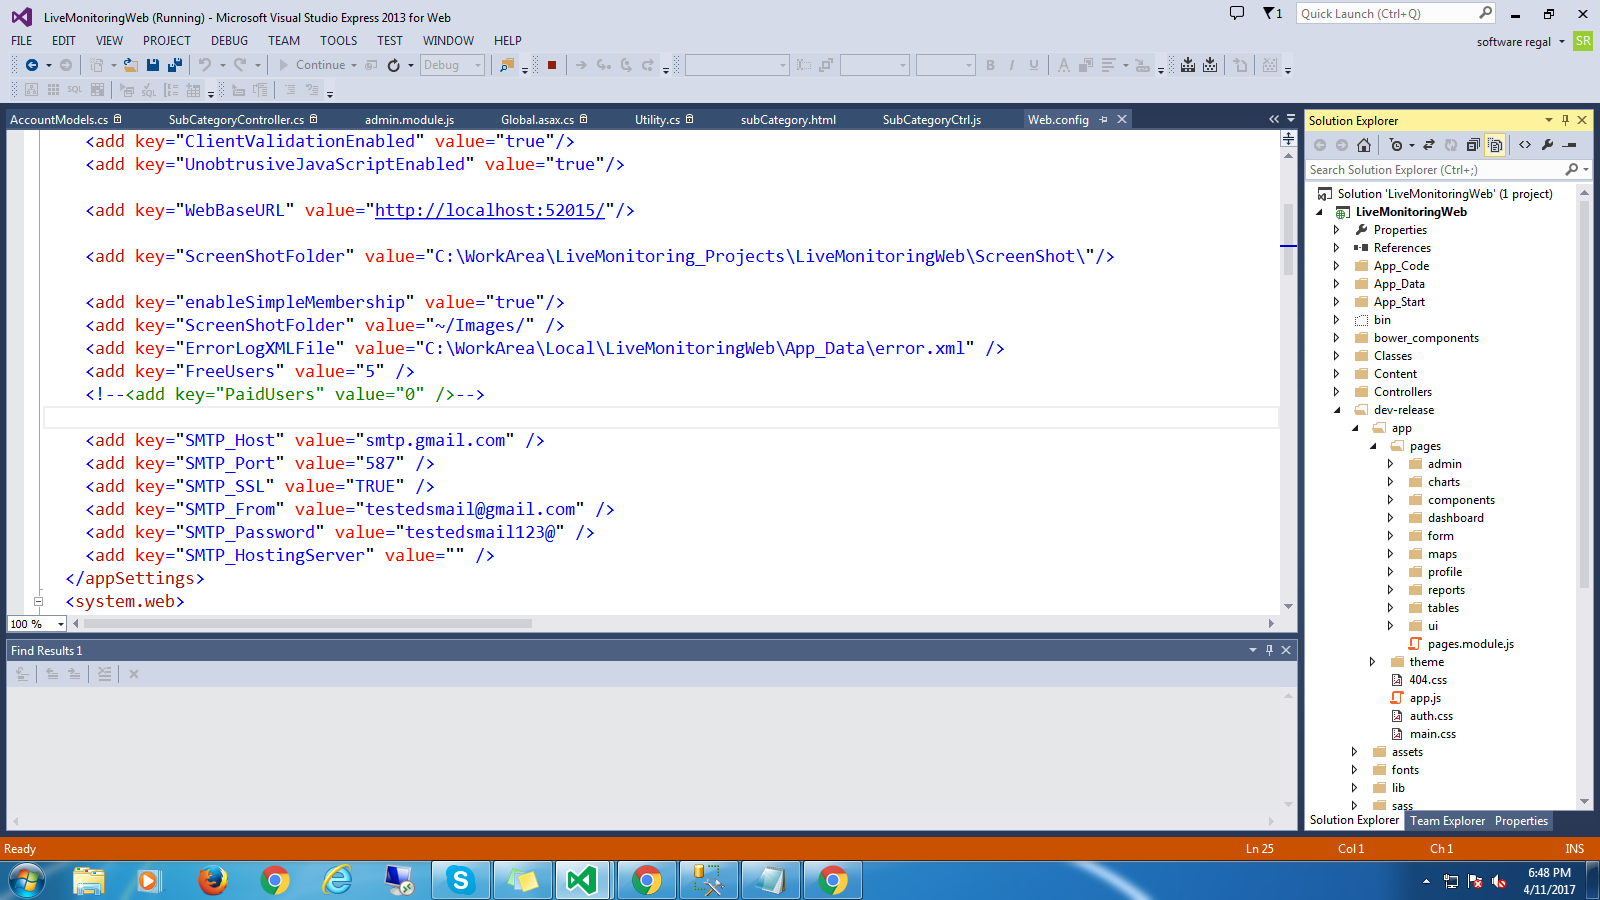 LiveMonitoringWeb (Running) - Microsoft Visual Studio Express 2013 for Web
1
Quick Launch (Ctrl+Q)
FILE EDIT VIEW PROJECT DEBUG TEAM TOOLS TEST WINDOW HELP
software regal SR
Continue Debug
B I U A
SQL SQL
AccountModels.cs SubCategoryController.cs admin.module.js Global.asax.cs Utility.cs subCategory.html SubCategoryCtrl.js Web.config
<add key="ClientValidationEnabled" value="true"/>
<add key="UnobtrusiveJavaScriptEnabled" value="true"/>
<add key="WebBaseURL" value="http://localhost:52015/"/>
<add key="ScreenShotFolder" value="C:\WorkArea\LiveMonitoring_Projects\LiveMonitoringWeb\ScreenShot\"/>
<add key="enableSimpleMembership" value="true"/>
<add key="ScreenShotFolder" value="~/Images/" />
<add key="ErrorLogXMLFile" value="C:\WorkArea\Local\LiveMonitoringWeb\App_Data\error.xml" />
<add key="FreeUsers" value="5" />
<!--<add key="PaidUsers" value="0" />-->
<add key="SMTP_Host" value="smtp.gmail.com" />
<add key="SMTP_Port" value="587" />
<add key="SMTP_SSL" value="TRUE" />
<add key="SMTP_From" value="testedsmail@gmail.com" />
<add key="SMTP_Password" value="testedsmail123@" />
<add key="SMTP_HostingServer" value="" />
</appSettings>
<system.web>
100 %
Find Results 1
Solution Explorer
Search Solution Explorer (Ctrl+;)
Solution 'LiveMonitoringWeb' (1 project)
LiveMonitoringWeb
Properties
References
App_Code
App_Data
App_Start
bin
bower_components
Classes
Content
Controllers
dev-release
app
pages
admin
charts
components
dashboard
form
maps
profile
reports
tables
ui
pages.module.js
theme
404.css
app.js
auth.css
main.css
assets
fonts
lib
sass
Solution Explorer Team Explorer Properties
Ready Ln 25 Col 1 Ch 1 INS
6:48 PM
4/11/2017